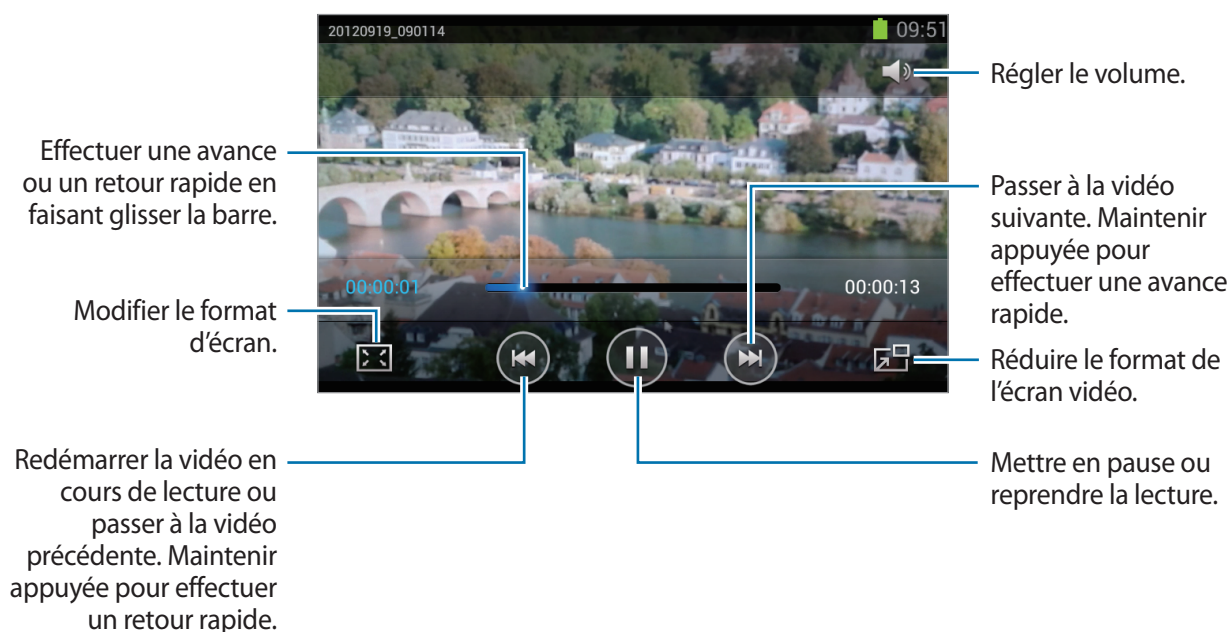 20120919_090114
09:51
Régler le volume.
Effectuer une avance
ou un retour rapide en
faisant glisser la barre.
Passer à la vidéo
suivante. Maintenir
appuyée pour
effectuer une avance
rapide.
00:00:01
00:00:13
Modifier le format
d'écran.
Réduire le format de
l'écran vidéo.
Redémarrer la vidéo en
cours de lecture ou
passer à la vidéo
précédente. Maintenir
appuyée pour effectuer
un retour rapide.
Mettre en pause ou
reprendre la lecture.